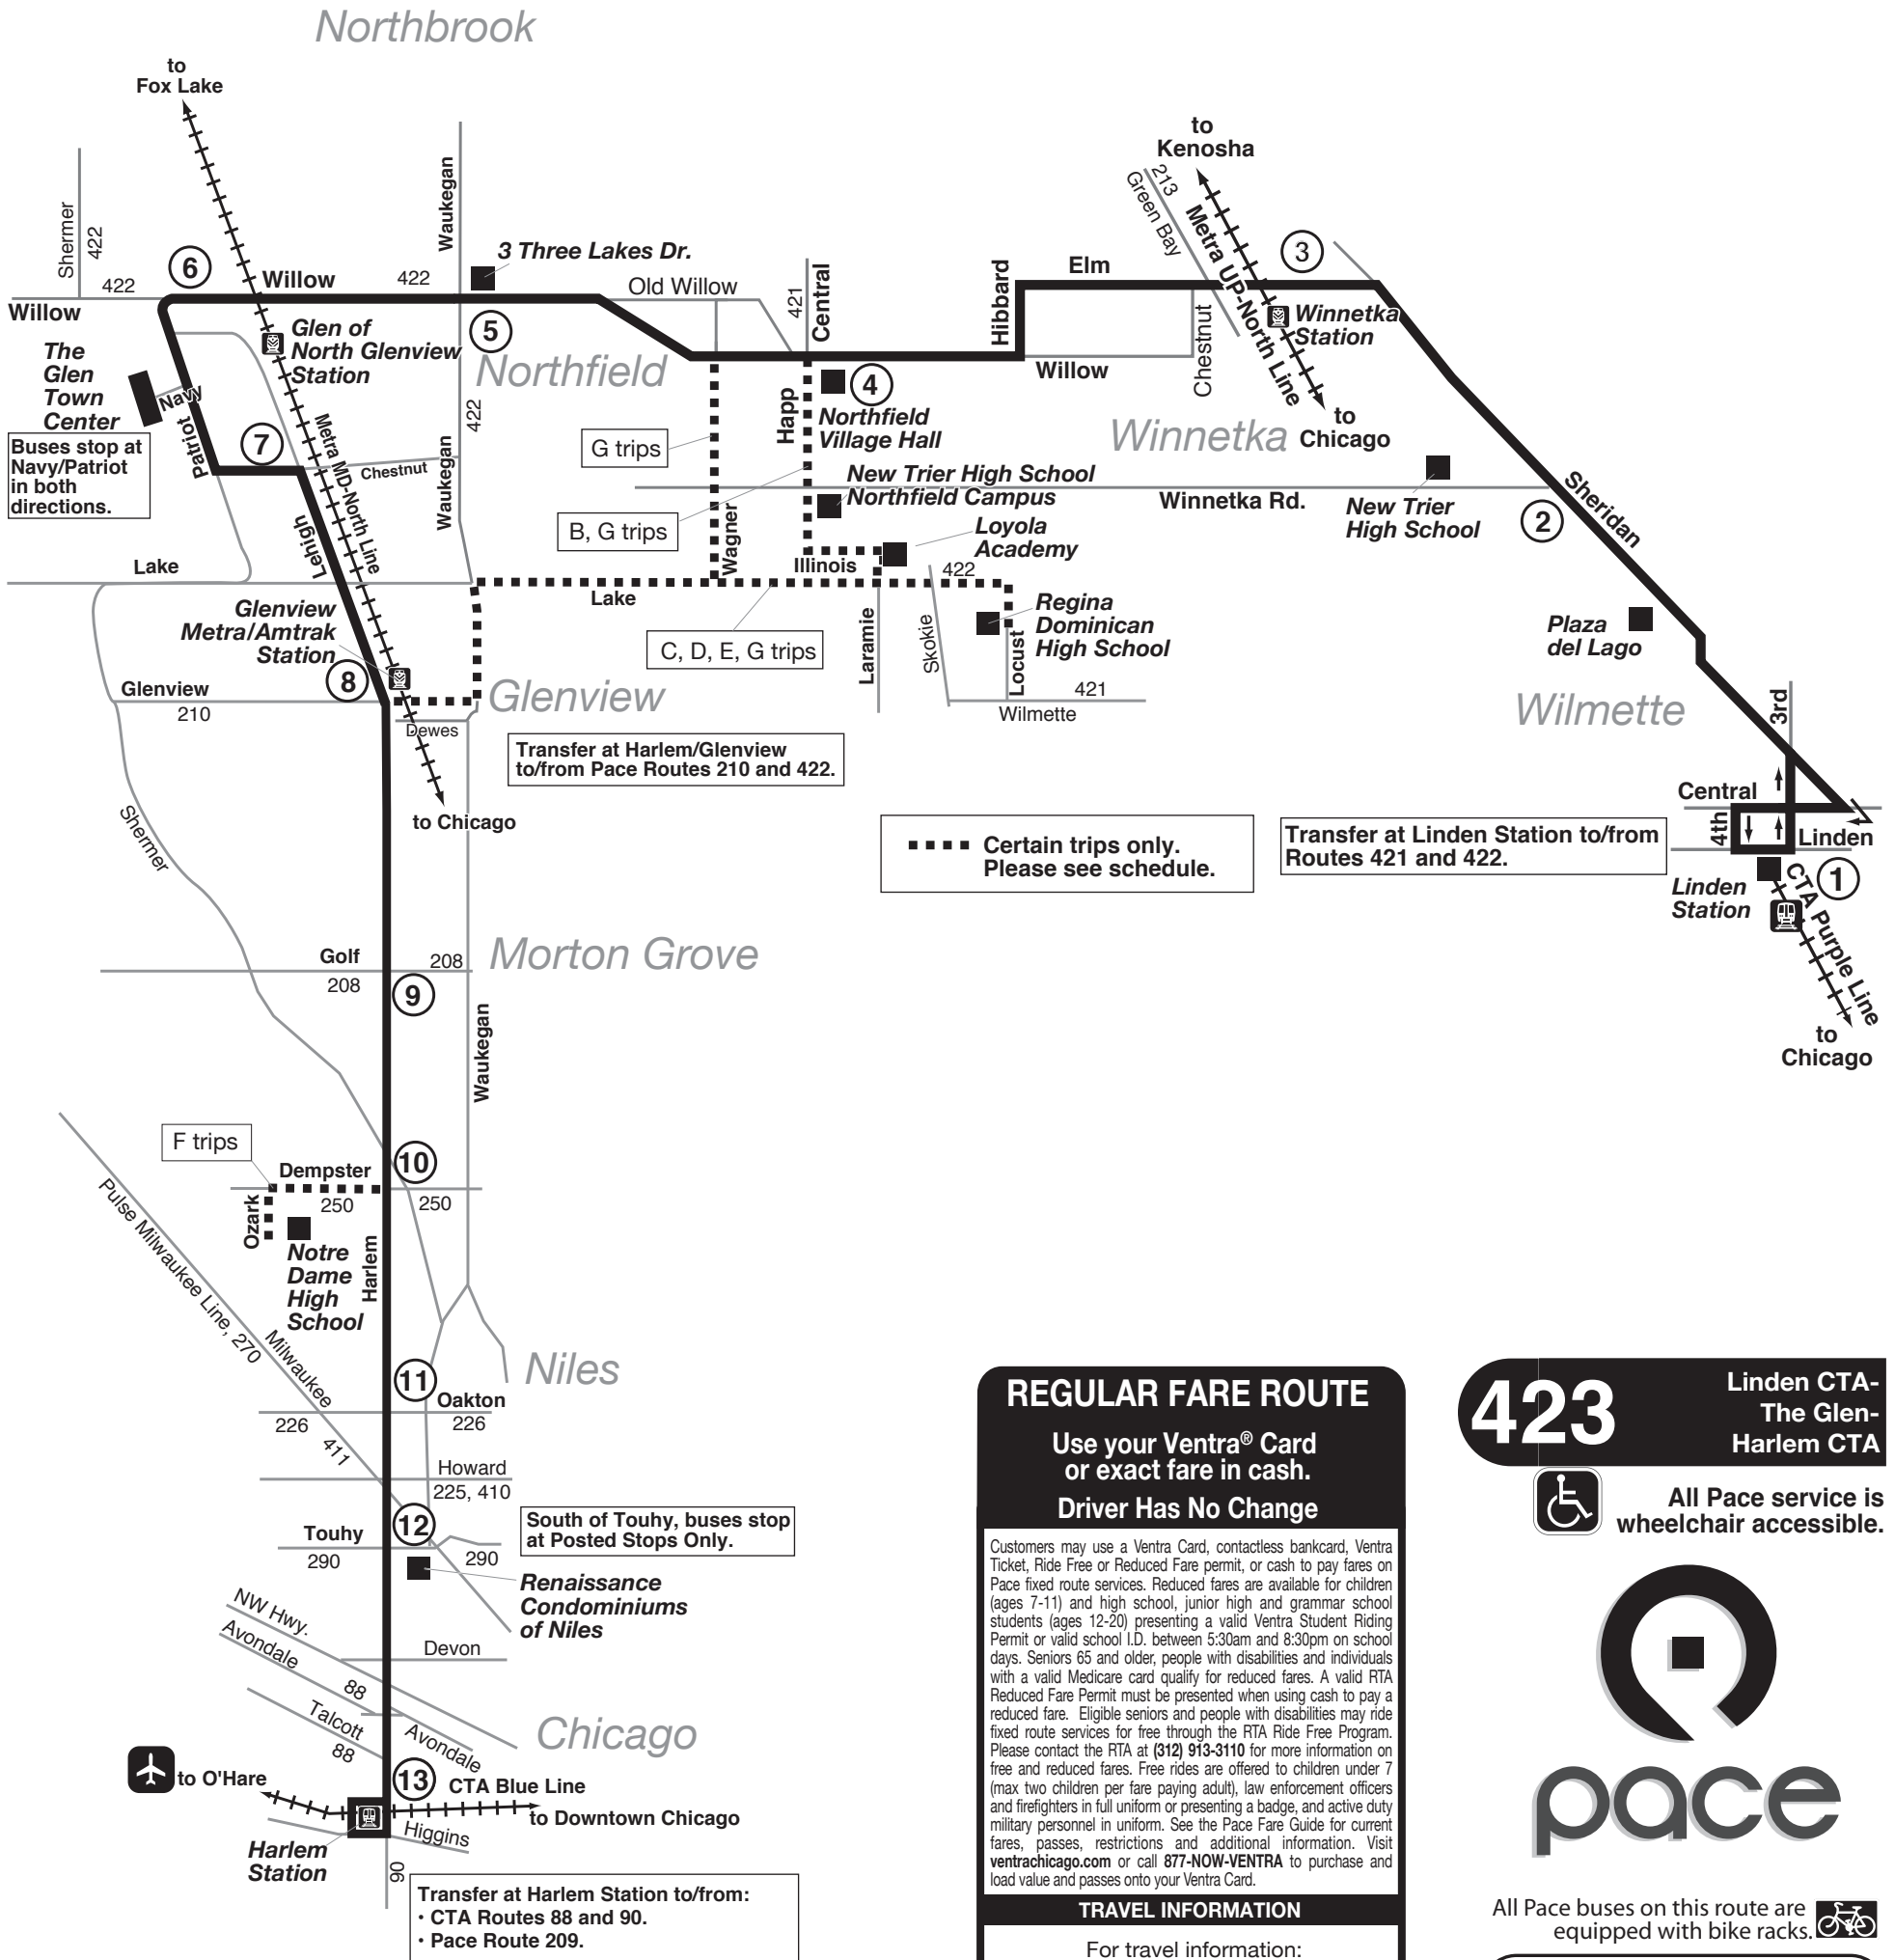 Northbrook
to
Fox Lake
Shermer
422
422
Willow
6
Willow
422
Waukegan
3 Three Lakes Dr.
5
Old Willow
421
Central
Hibbard
Elm
to
Kenosha
213
Green Bay
Metra UP-North Line
3
Winnetka
Station
Chestnut
Willow
to
Chicago
Winnetka
The
Glen
Town
Center
Navy
Patriot
Buses stop at
Navy/Patriot
in both
directions.
7
Glen of
North Glenview
Station
Metra MD-North Line
Chestnut
Lehigh
422
Waukegan
Northfield
G trips
B, G trips
Wagner
Happ
4
Northfield
Village Hall
New Trier High School
Northfield Campus
Winnetka Rd.
New Trier
High School
2
Sheridan
Loyola
Academy
Illinois
422
Lake
Lake
C, D, E, G trips
Laramie
Skokie
Regina
Dominican
High School
Locust
421
Wilmette
Plaza
del Lago
Wilmette
Glenview
Metra/Amtrak
Station
8
Glenview
210
Glenview
Dewes
to Chicago
Transfer at Harlem/Glenview
to/from Pace Routes 210 and 422.
Certain trips only.
Please see schedule.
Transfer at Linden Station to/from
Routes 421 and 422.
3rd
Central
4th
Linden
1
Linden
Station
CTA Purple Line
to
Chicago
Shermer
Golf
208
208
9
Morton Grove
Waukegan
F trips
10
Dempster
250
250
Ozark
Notre
Dame
High
School
Harlem
Pulse Milwaukee Line, 270
Milwaukee
411
11
Niles
Oakton
226
226
Howard
225, 410
12
Touhy
290
290
South of Touhy, buses stop
at Posted Stops Only.
Renaissance
Condominiums
of Niles
NW Hwy.
Avondale
88
Devon
Talcott
88
Avondale
Chicago
13
CTA Blue Line
to O'Hare
to Downtown Chicago
Higgins
Harlem
Station
90
Transfer at Harlem Station to/from:
• CTA Routes 88 and 90.
• Pace Route 209.
REGULAR FARE ROUTE
Use your Ventra® Card
or exact fare in cash.
Driver Has No Change
Customers may use a Ventra Card, contactless bankcard, Ventra
Ticket, Ride Free or Reduced Fare permit, or cash to pay fares on
Pace fixed route services. Reduced fares are available for children
(ages 7-11) and high school, junior high and grammar school
students (ages 12-20) presenting a valid Ventra Student Riding
Permit or valid school I.D. between 5:30am and 8:30pm on school
days. Seniors 65 and older, people with disabilities and individuals
with a valid Medicare card qualify for reduced fares. A valid RTA
Reduced Fare Permit must be presented when using cash to pay a
reduced fare. Eligible seniors and people with disabilities may ride
fixed route services for free through the RTA Ride Free Program.
Please contact the RTA at (312) 913-3110 for more information on
free and reduced fares. Free rides are offered to children under 7
(max two children per fare paying adult), law enforcement officers
and firefighters in full uniform or presenting a badge, and active duty
military personnel in uniform. See the Pace Fare Guide for current
fares, passes, restrictions and additional information. Visit
ventrachicago.com or call 877-NOW-VENTRA to purchase and
load value and passes onto your Ventra Card.
TRAVEL INFORMATION
For travel information:
423
Linden CTA-
The Glen-
Harlem CTA
All Pace service is
wheelchair accessible.
pace
All Pace buses on this route are
equipped with bike racks.